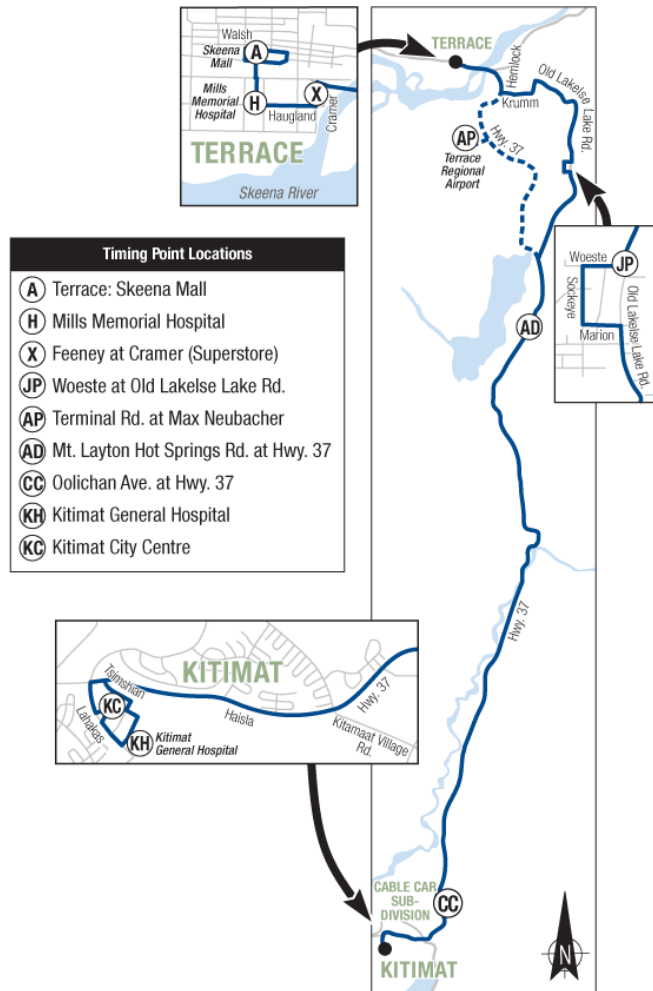 Walsh
Skeena
Mall
A
Mills
Memorial
Hospital
H
X
Haugland
Cramer
TERRACE
Skeena River
TERRACE
Hemlock
Krumm
Old Lakelse
Lake Rd.
Hwy. 37
AP
Terrace
Regional
Airport
Woeste
JP
Sockeye
Marion
Old Lakelse Lake Rd.
AD
Timing Point Locations
A Terrace: Skeena Mall
H Mills Memorial Hospital
X Feeney at Cramer (Superstore)
JP Woeste at Old Lakelse Lake Rd.
AP Terminal Rd. at Max Neubacher
AD Mt. Layton Hot Springs Rd. at Hwy. 37
CC Oolichan Ave. at Hwy. 37
KH Kitimat General Hospital
KC Kitimat City Centre
Hwy. 37
KITIMAT
Tsimshian
Hwy. 37
KC
Lahakas
Haisla
KH
Kitimat
General Hospital
Kitamaat Village
Rd.
CABLE CAR
SUB-
DIVISION
CC
KITIMAT
N